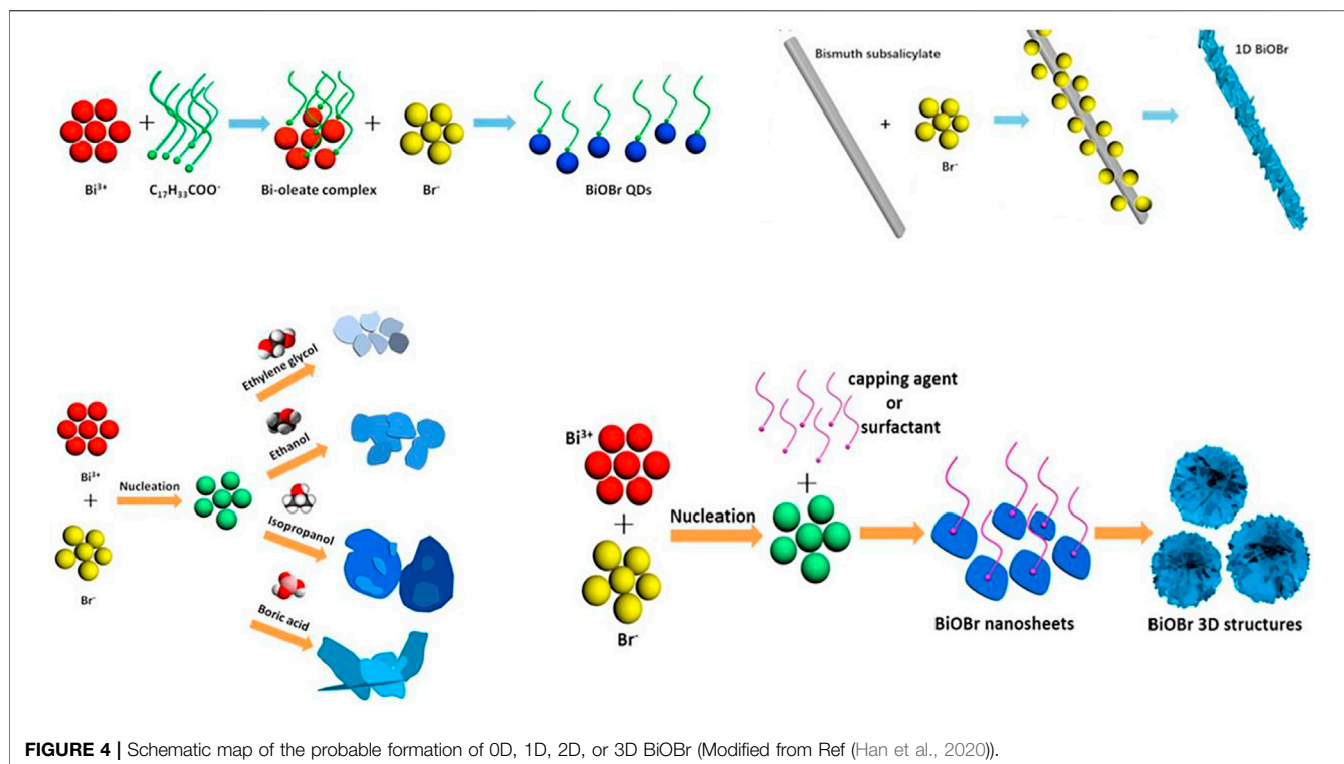 Bi³⁺
+
C₁₇H₃₃COO⁻
Bi-oleate complex
+
Br⁻
BiOBr QDs
Bismuth subsalicylate
+
Br⁻
1D BiOBr
Bi³⁺
+
Br⁻
Nucleation
Ethylene glycol
Ethanol
Isopropanol
Boric acid
Bi³⁺
+
Br⁻
Nucleation
capping agent
or
surfactant
+
BiOBr nanosheets
BiOBr 3D structures
FIGURE 4 | Schematic map of the probable formation of 0D, 1D, 2D, or 3D BiOBr (Modified from Ref (Han et al., 2020)).